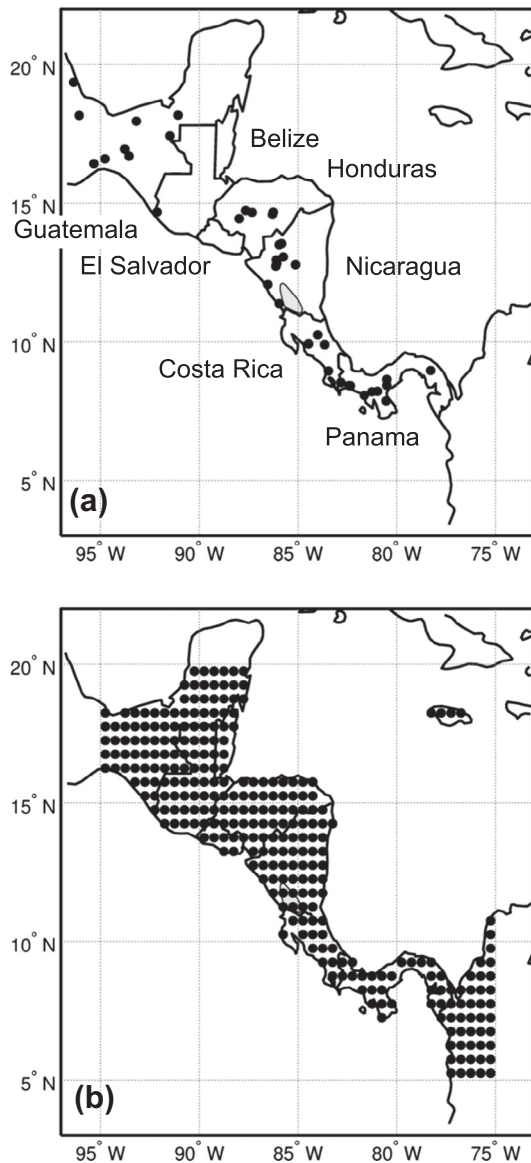 20° N
Belize
Honduras
15° N
Guatemala
El Salvador
Nicaragua
10° N
Costa Rica
Panama
5° N
(a)
95° W 90° W 85° W 80° W 75° W
20° N
15° N
10° N
5° N
(b)
95° W 90° W 85° W 80° W 75° W